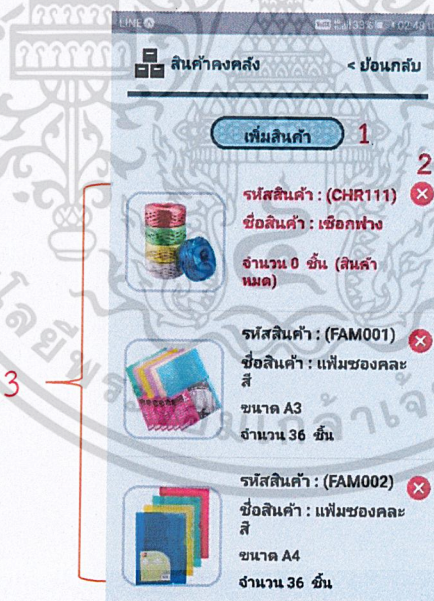 LINE
33% 02:49
สินค้าคงคลัง
< ย้อนกลับ
เพิ่มสินค้า
1
2
รหัสสินค้า : (CHR111)
ชื่อสินค้า : เชือกฟาง
จำนวน 0 ชิ้น (สินค้า
หมด)
3
รหัสสินค้า : (FAM001)
ชื่อสินค้า : แฟ้มซองคละ
สี
ขนาด A3
จำนวน 36 ชิ้น
รหัสสินค้า : (FAM002)
ชื่อสินค้า : แฟ้มซองคละ
สี
ขนาด A4
จำนวน 36 ชิ้น